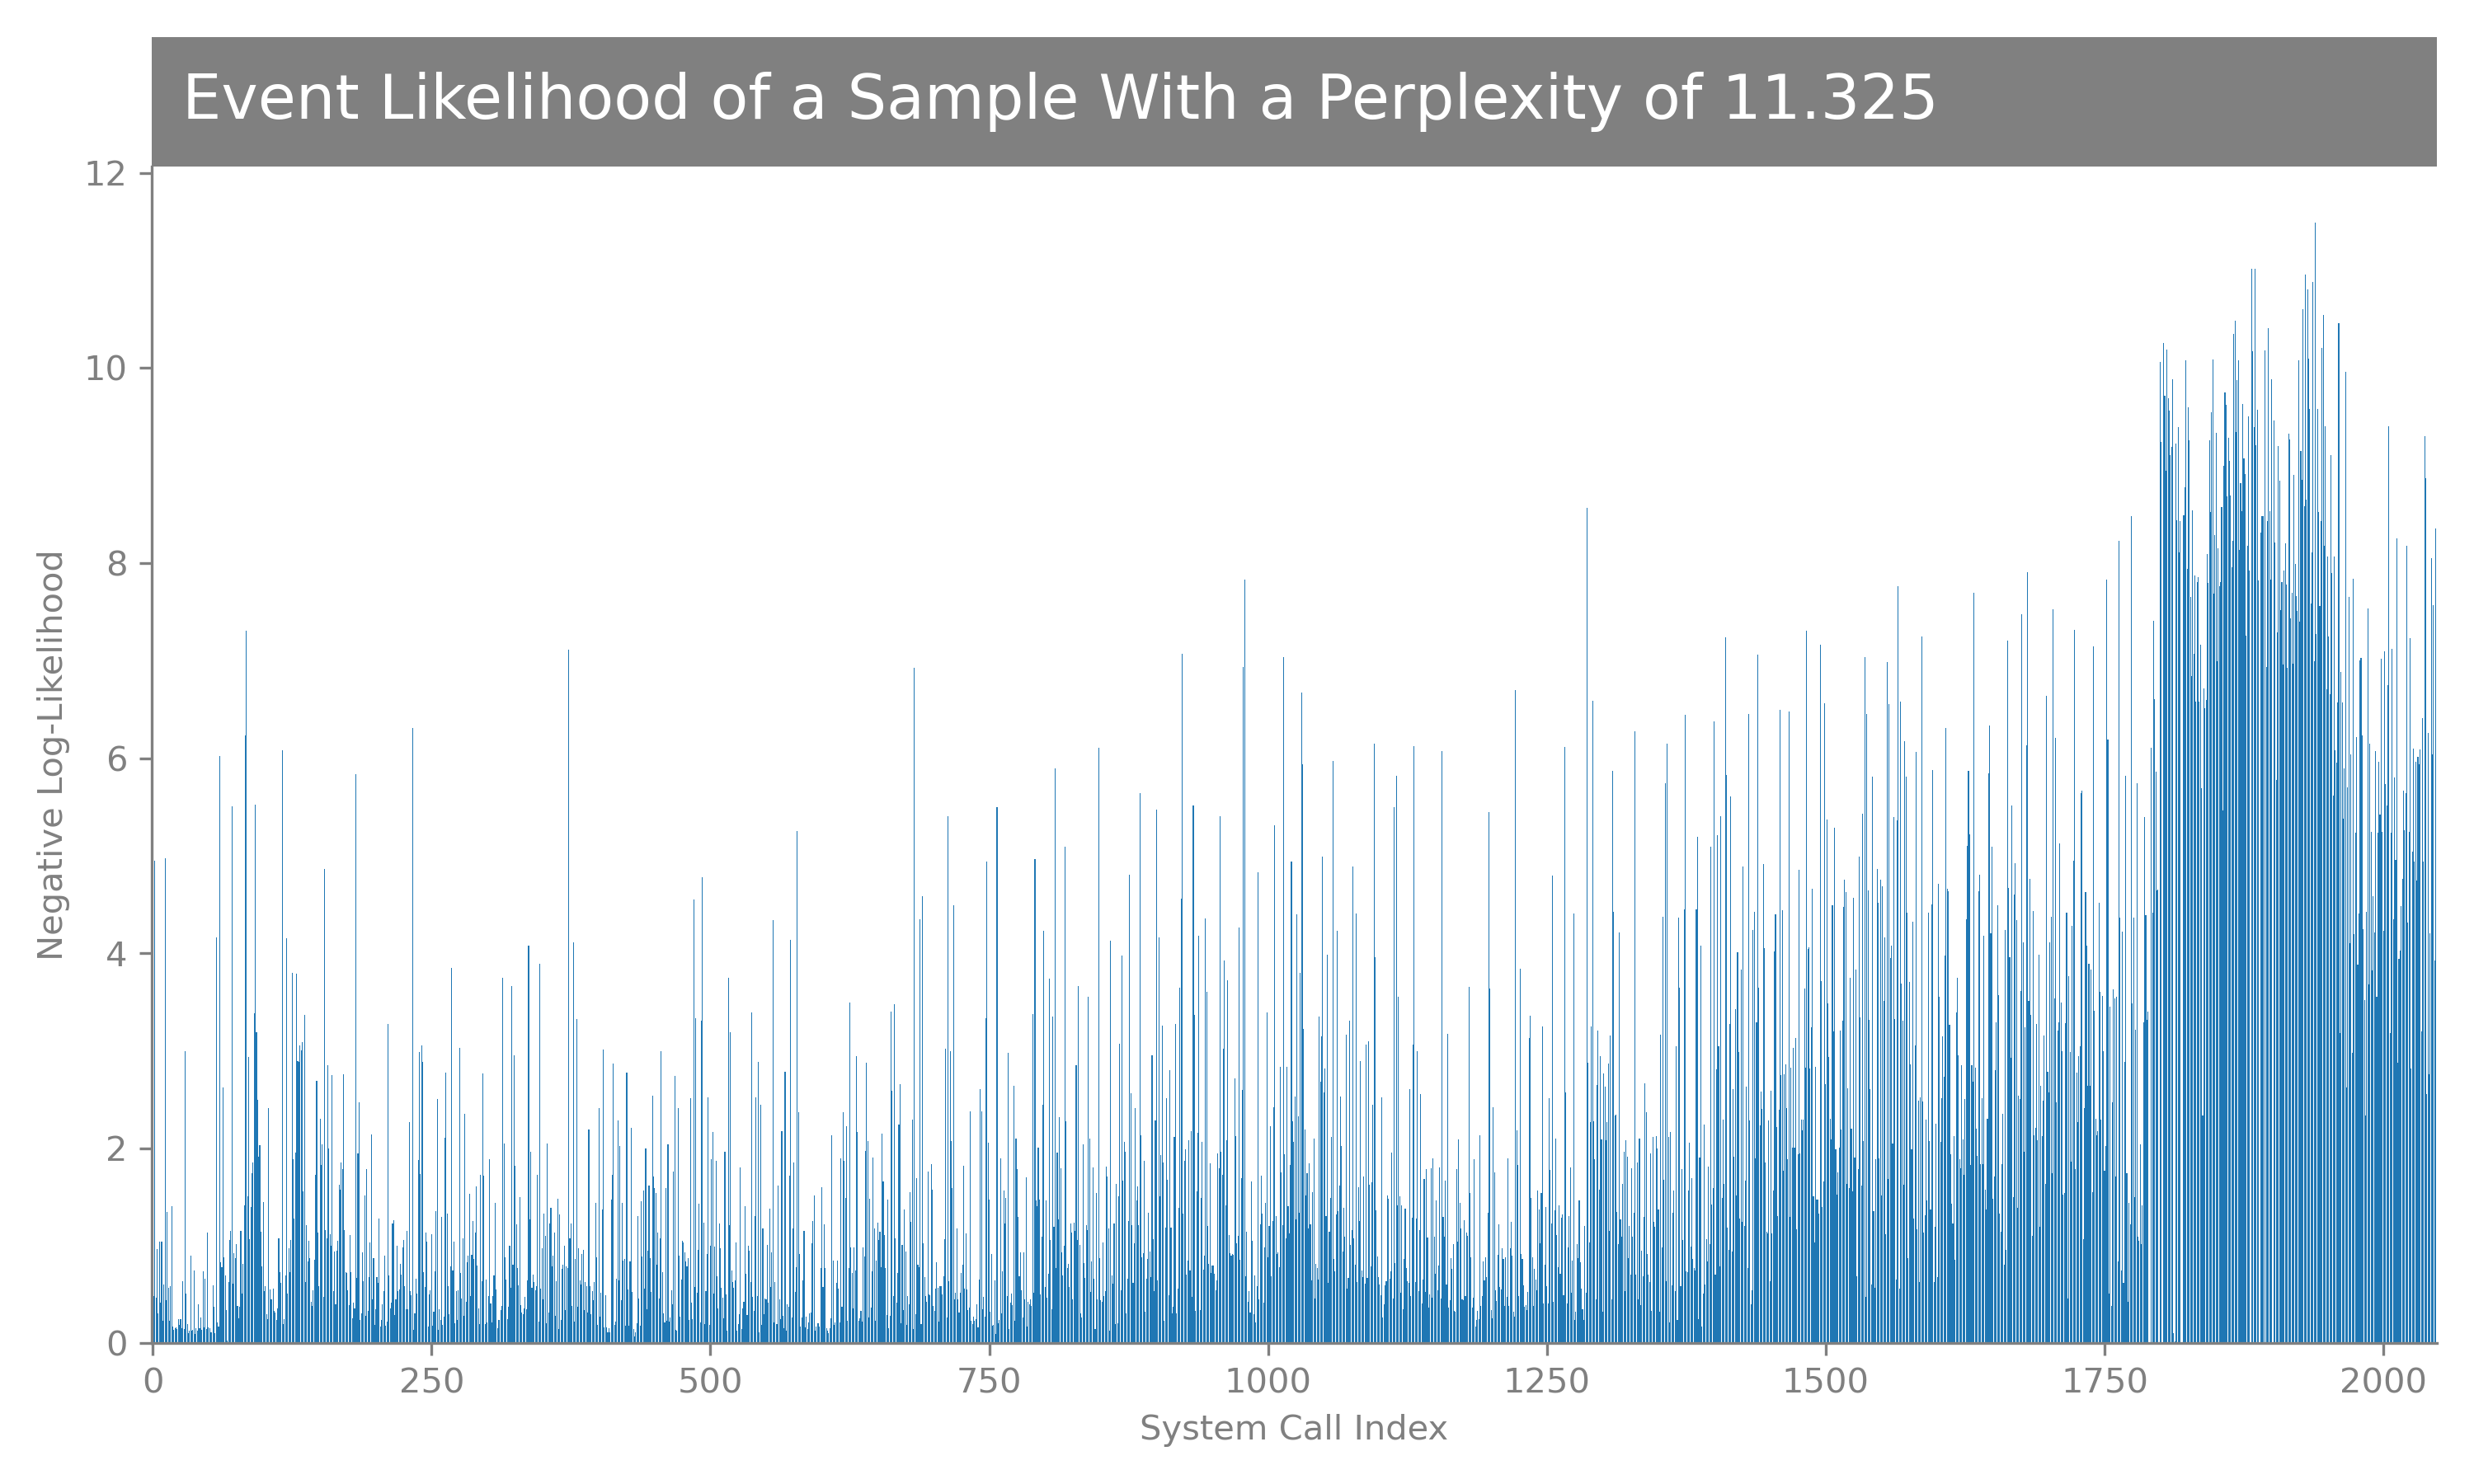 Event Likelihood of a Sample With a Perplexity of 11.325
12
10
8
6
4
2
0
Negative Log-Likelihood
0 250 500 750 1000 1250 1500 1750 2000
System Call Index